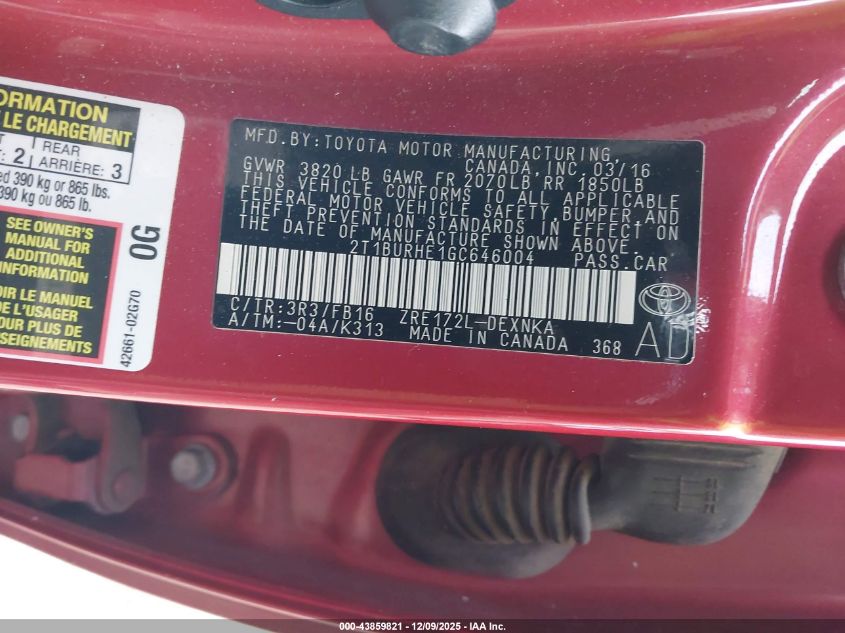 ORMATION
LE CHARGEMENT
2
REAR
ARRIÈRE: 3
390 kg or 865 lbs.
390 kg ou 865 lb.
SEE OWNER'S
MANUAL FOR
ADDITIONAL
INFORMATION
OIR LE MANUEL
DE L'USAGER
POUR PLUS DE
SEIGNEMENTS
0G
42661-02G70
MFD. BY: TOYOTA MOTOR MANUFACTURING,
CANADA, INC. 03/16
GVWR 3820 LB GAWR FR 2070LB RR 1850LB
THIS VEHICLE CONFORMS TO ALL APPLICABLE
FEDERAL MOTOR VEHICLE SAFETY, BUMPER, AND
THEFT PREVENTION STANDARDS IN EFFECT ON
THE DATE OF MANUFACTURE SHOWN ABOVE.
2T1BURHE1GC646004 PASS. CAR
C/TR: 3R3/FB16 ZRE172L-DEXNKA
A/TM: -04A/K313 MADE IN CANADA 368
AD
000-43859821 - 12/09/2025 - IAA Inc.